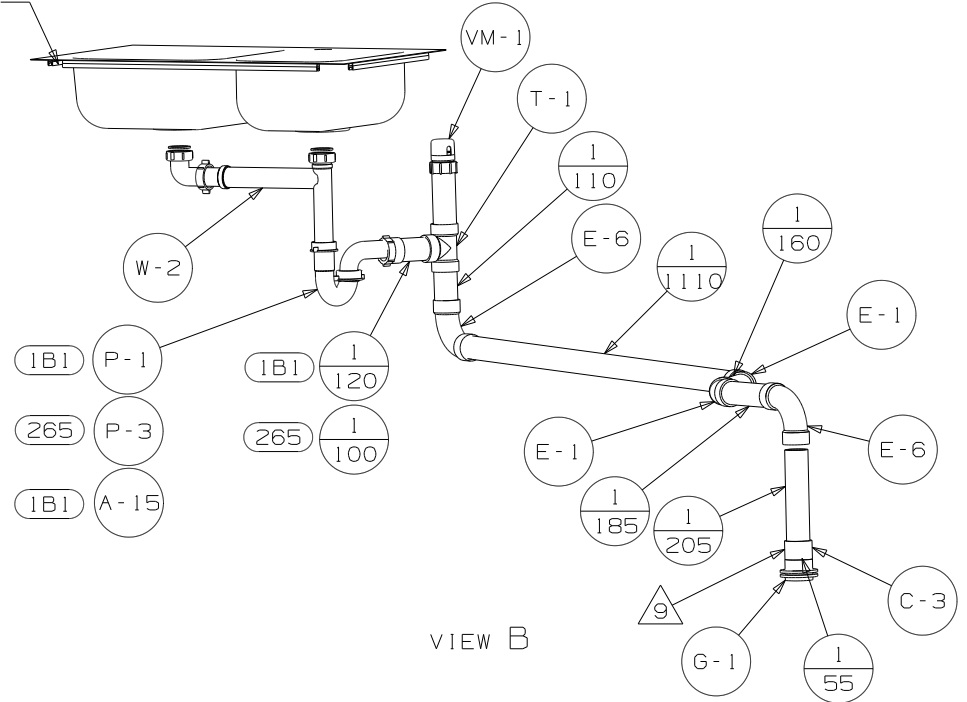 VM-1
T-1
1
110
E-6
1
160
1
1110
W-2
E-1
1B1 P-1
1B1 1
120
265 P-3
265 1
100
E-1
E-6
1B1 A-15
1
185
1
205
9
C-3
VIEW B
G-1
1
55